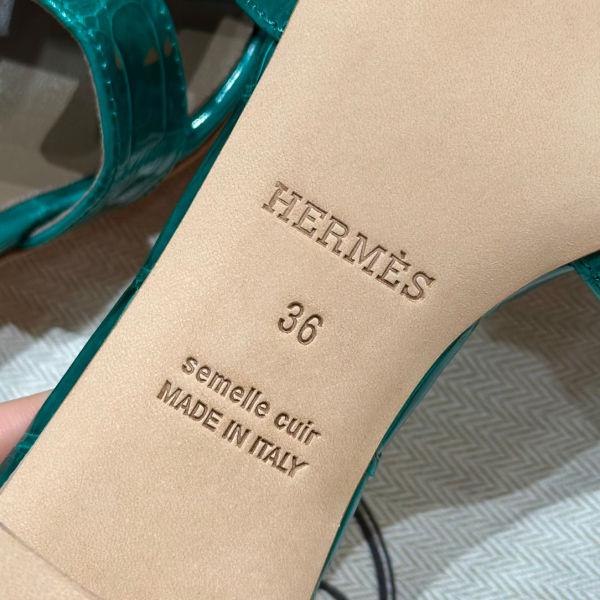 HERMÈS
36
semelle cuir
MADE IN ITALY